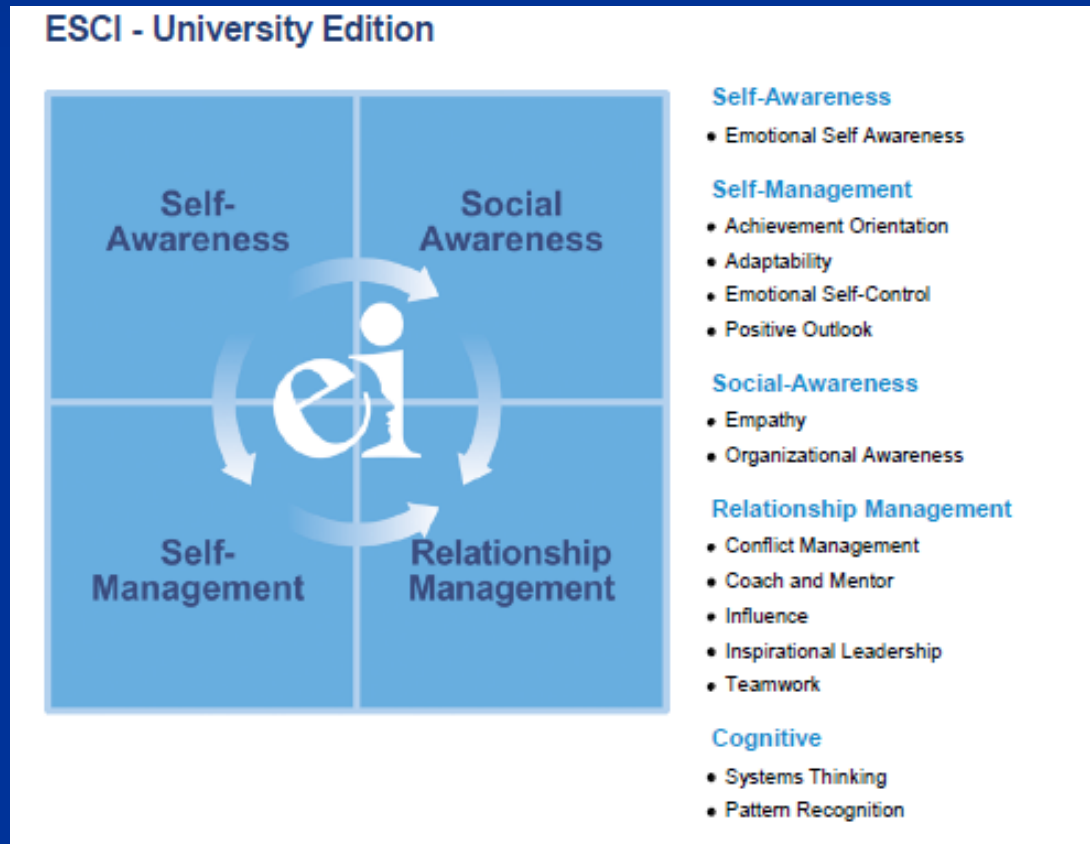 ESCI - University Edition
Self-
Awareness
Social
Awareness
ei
Self-
Management
Relationship
Management
Self-Awareness
• Emotional Self Awareness
Self-Management
• Achievement Orientation
• Adaptability
• Emotional Self-Control
• Positive Outlook
Social-Awareness
• Empathy
• Organizational Awareness
Relationship Management
• Conflict Management
• Coach and Mentor
• Influence
• Inspirational Leadership
• Teamwork
Cognitive
• Systems Thinking
• Pattern Recognition